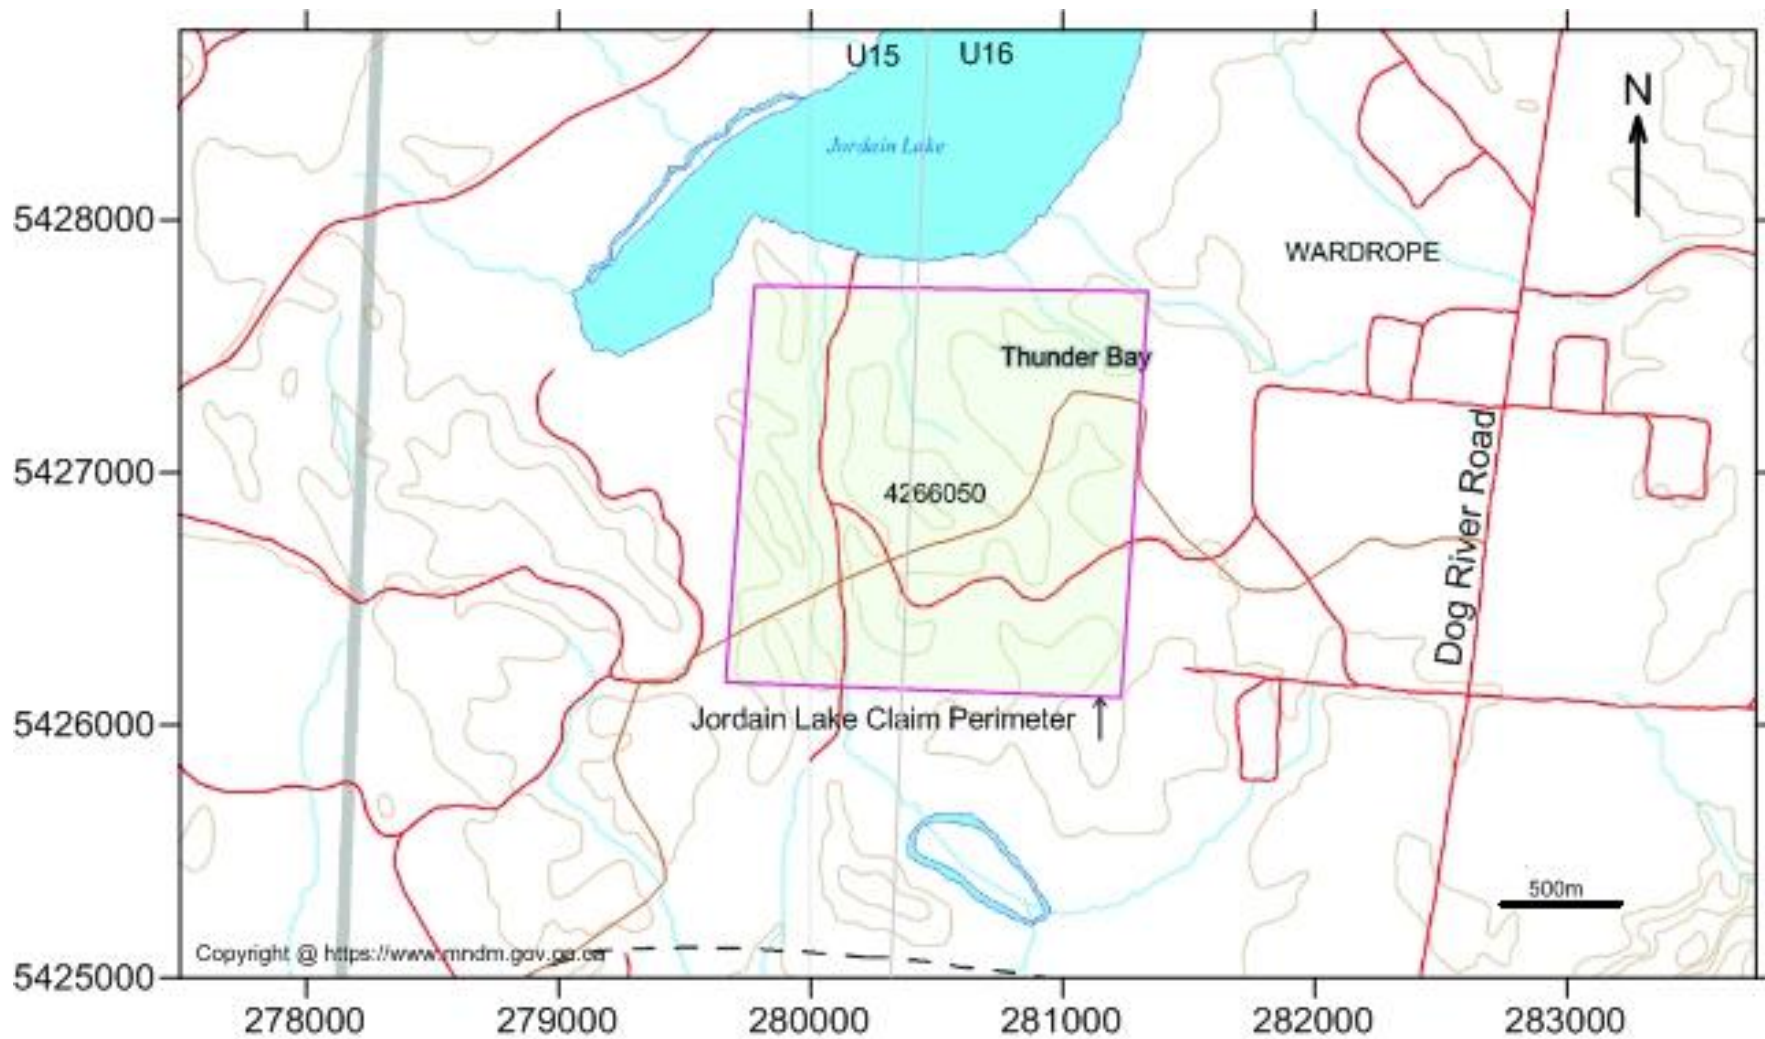 U15 U16
N
Jordain Lake
5428000
WARDROPE
Thunder Bay
5427000
4266050
Dog River Road
5426000
Jordain Lake Claim Perimeter
500m
Copyright @ https://www.mndm.gov.go.ca
5425000
278000 279000 280000 281000 282000 283000